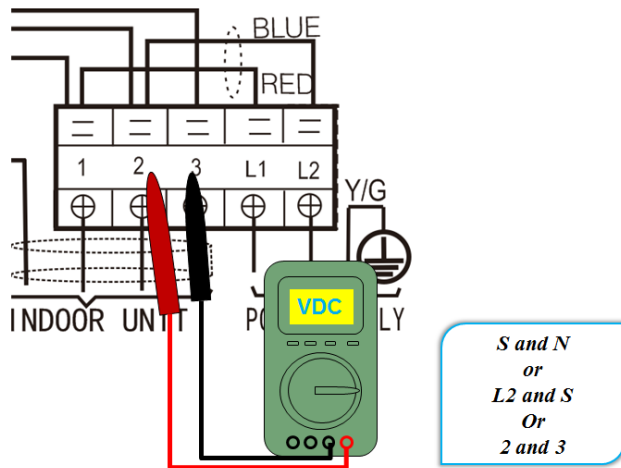 BLUE
RED
1 2 3 L1 L2
Y/G
INDOOR UNIT
VDC
S and N
or
L2 and S
Or
2 and 3